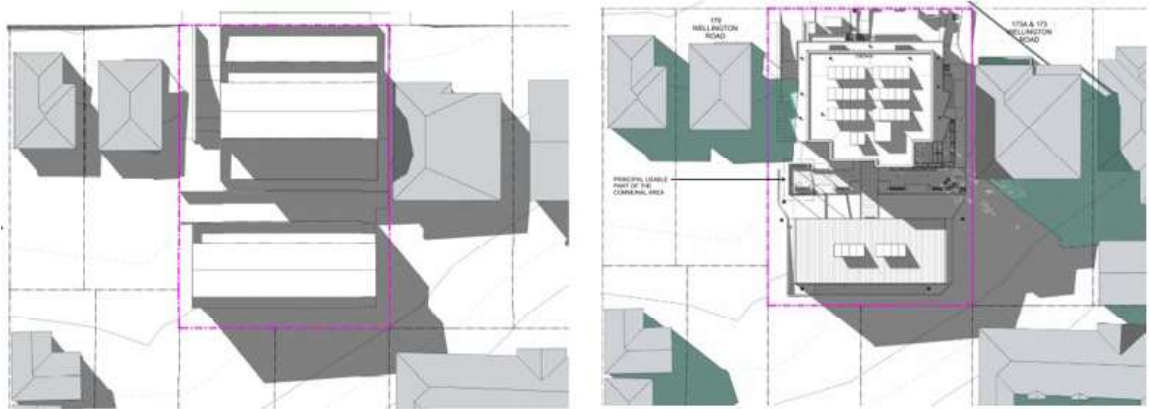 179
WELLINGTON
ROAD
173A & 173
WELLINGTON
ROAD
PRINCIPAL USABLE
PART OF THE
COMMUNAL AREA